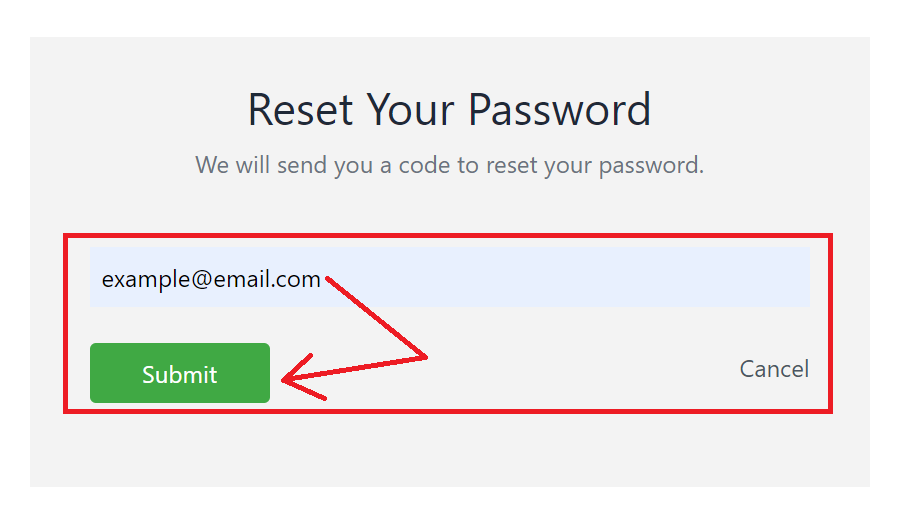 Reset Your Password
We will send you a code to reset your password.
example@email.com
Submit
Cancel